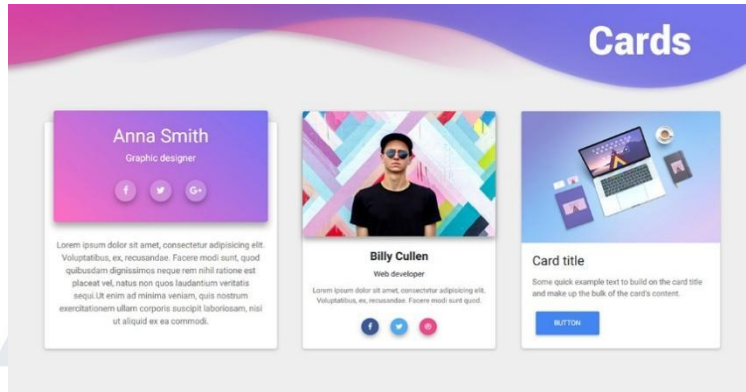 Cards
Anna Smith
Graphic designer
G+
Lorem ipsum dolor sit amet, consectetur adipisicing elit.
Voluptatibus, ex, recusandae. Facere modi sunt, quod
quibusdam dignissimos neque rem nihil ratione est
placeat vel, natus non quos laudantium veritatis
sequi.Ut enim ad minima veniam, quis nostrum
exercitationem ullam corporis suscipit laboriosam, nisi
ut aliquid ex ea commodi.
Billy Cullen
Web developer
Lorem ipsum dolor sit amet, consectetur adipisicing elit.
Voluptatibus, ex, recusandae. Facere modi sunt quod.
Card title
Some quick example text to build on the card title
and make up the bulk of the card's content.
BUTTON